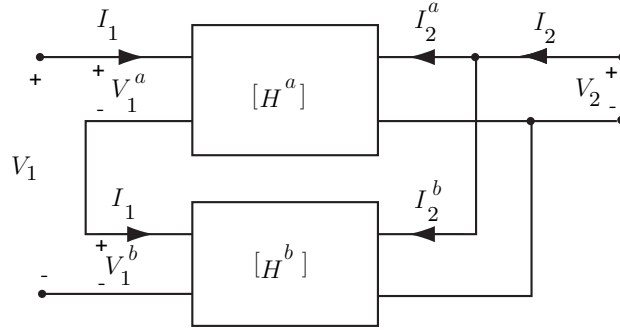 I₁ I₂ᵃ I₂
+ + V₁ᵃ [Hᵃ] +
- V₂ -
V₁
I₁ I₂ᵇ
+ V₁ᵇ [Hᵇ]
- -